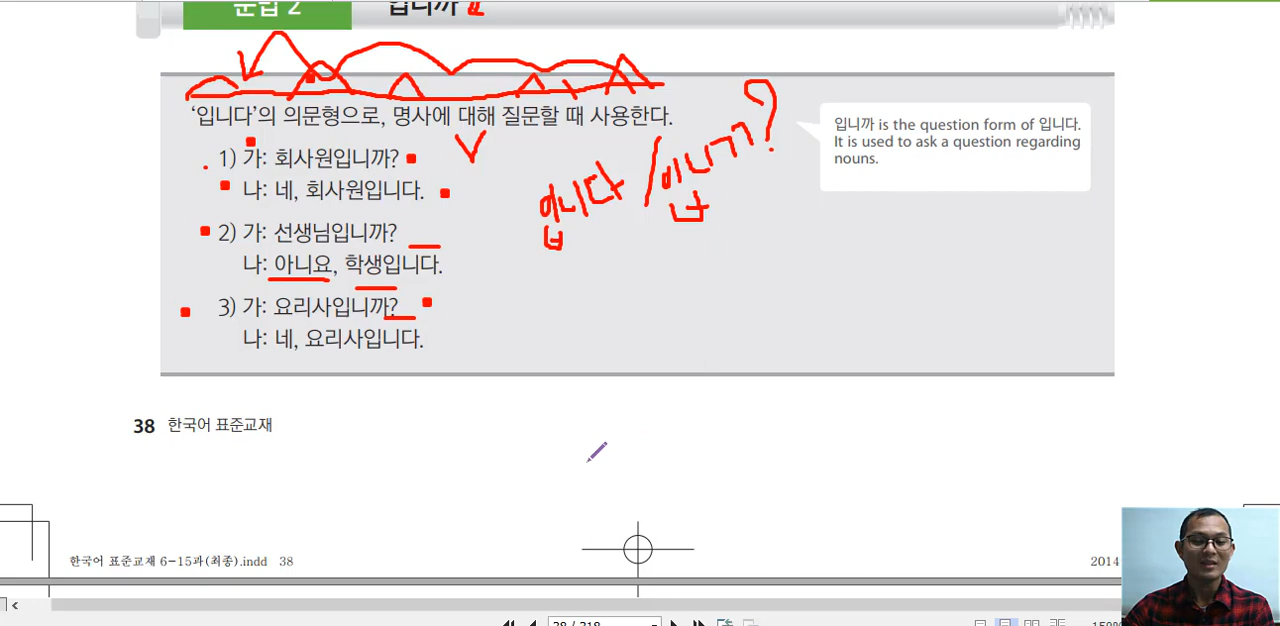 문법 2
입니까
‘입니다’의 의문형으로, 명사에 대해 질문할 때 사용한다.
1) 가: 회사원입니까?
나: 네, 회사원입니다.
2) 가: 선생님입니까?
나: 아니요, 학생입니다.
3) 가: 요리사입니까?
나: 네, 요리사입니다.
입니까 is the question form of 입니다.
It is used to ask a question regarding
nouns.
입니다 / 입니까?
38 한국어 표준교재
한국어 표준교재 6-15과(최종).indd 38
2014
38 / 318
150%